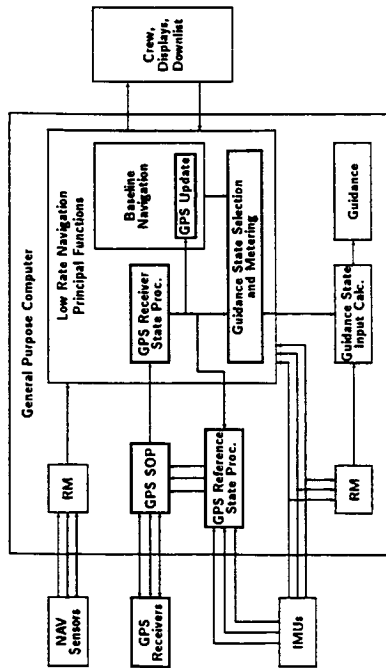 General Purpose Computer
Low Rate Navigation
Principal Functions
Crew,
Displays,
Downlist
NAV
Sensors
RM
Baseline
Navigation
GPS Update
GPS Receiver
State Proc.
GPS Receivers
GPS SOP
Guidance State Selection
and Metering
GPS Reference
State Proc.
IMUs
RM
Guidance State
Input Calc.
Guidance